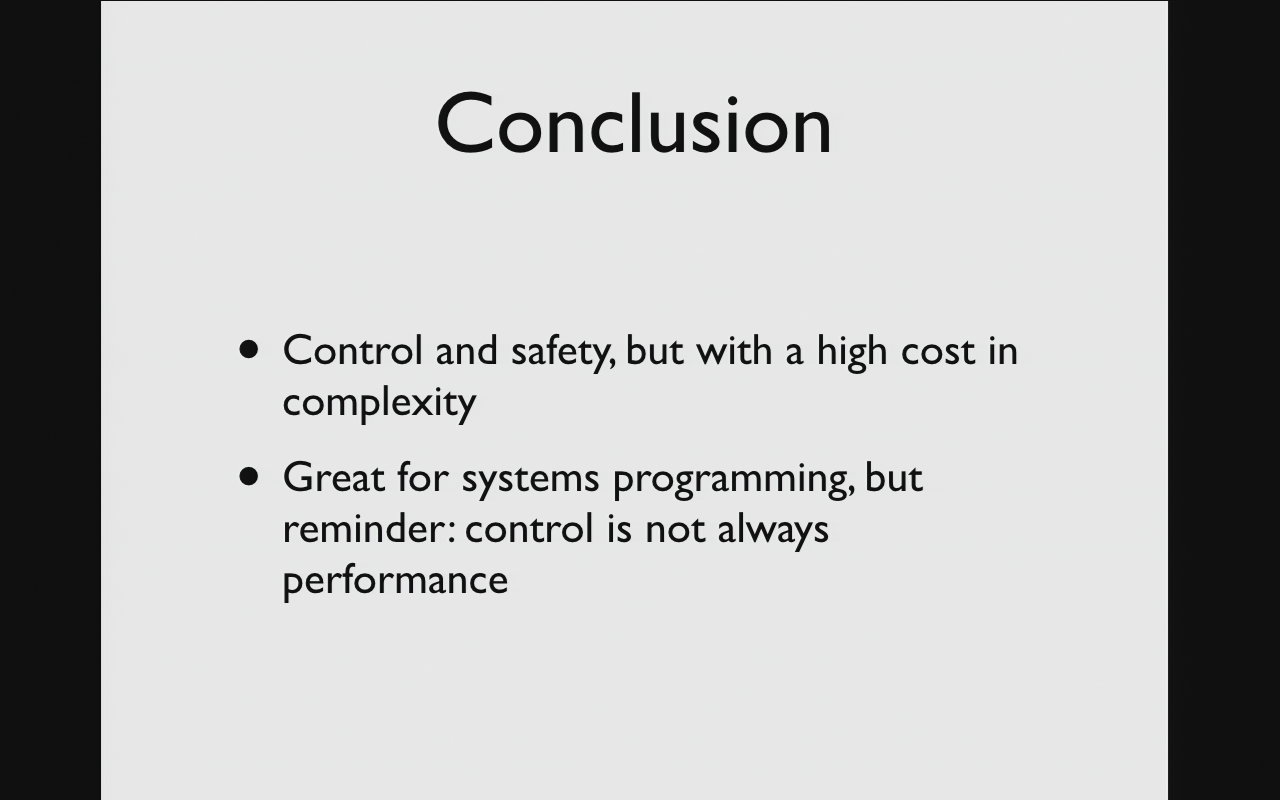 Conclusion
• Control and safety, but with a high cost in
complexity
• Great for systems programming, but
reminder: control is not always
performance